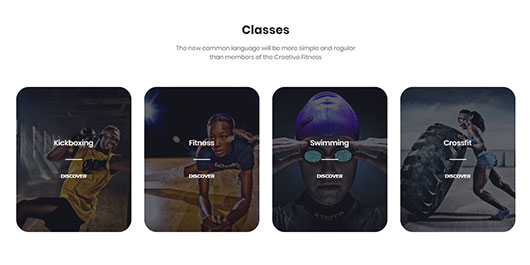 Classes
The new common language will be more simple and regular
than members of the Creativo Fitness
Kickboxing
Fitness
Swimming
Crossfit
DISCOVER
DISCOVER
DISCOVER
DISCOVER